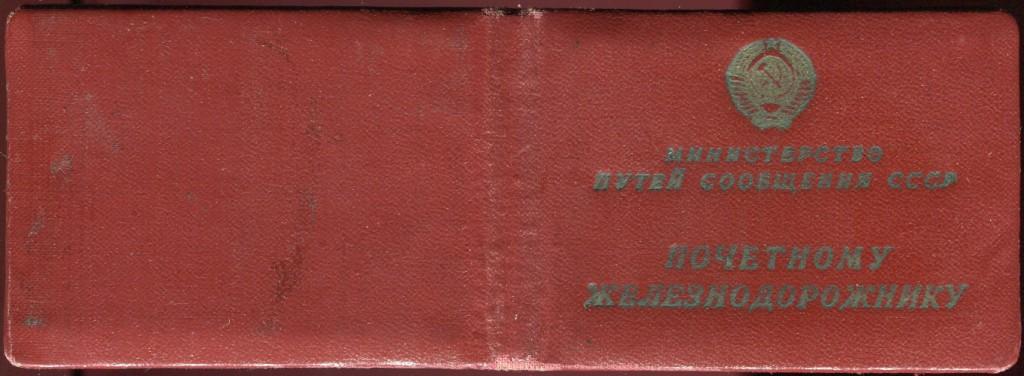 МИНИСТЕРСТВО
ПУТЕЙ СООБЩЕНИЯ СССР
ПОЧЕТНОМУ
ЖЕЛЕЗНОДОРОЖНИКУ